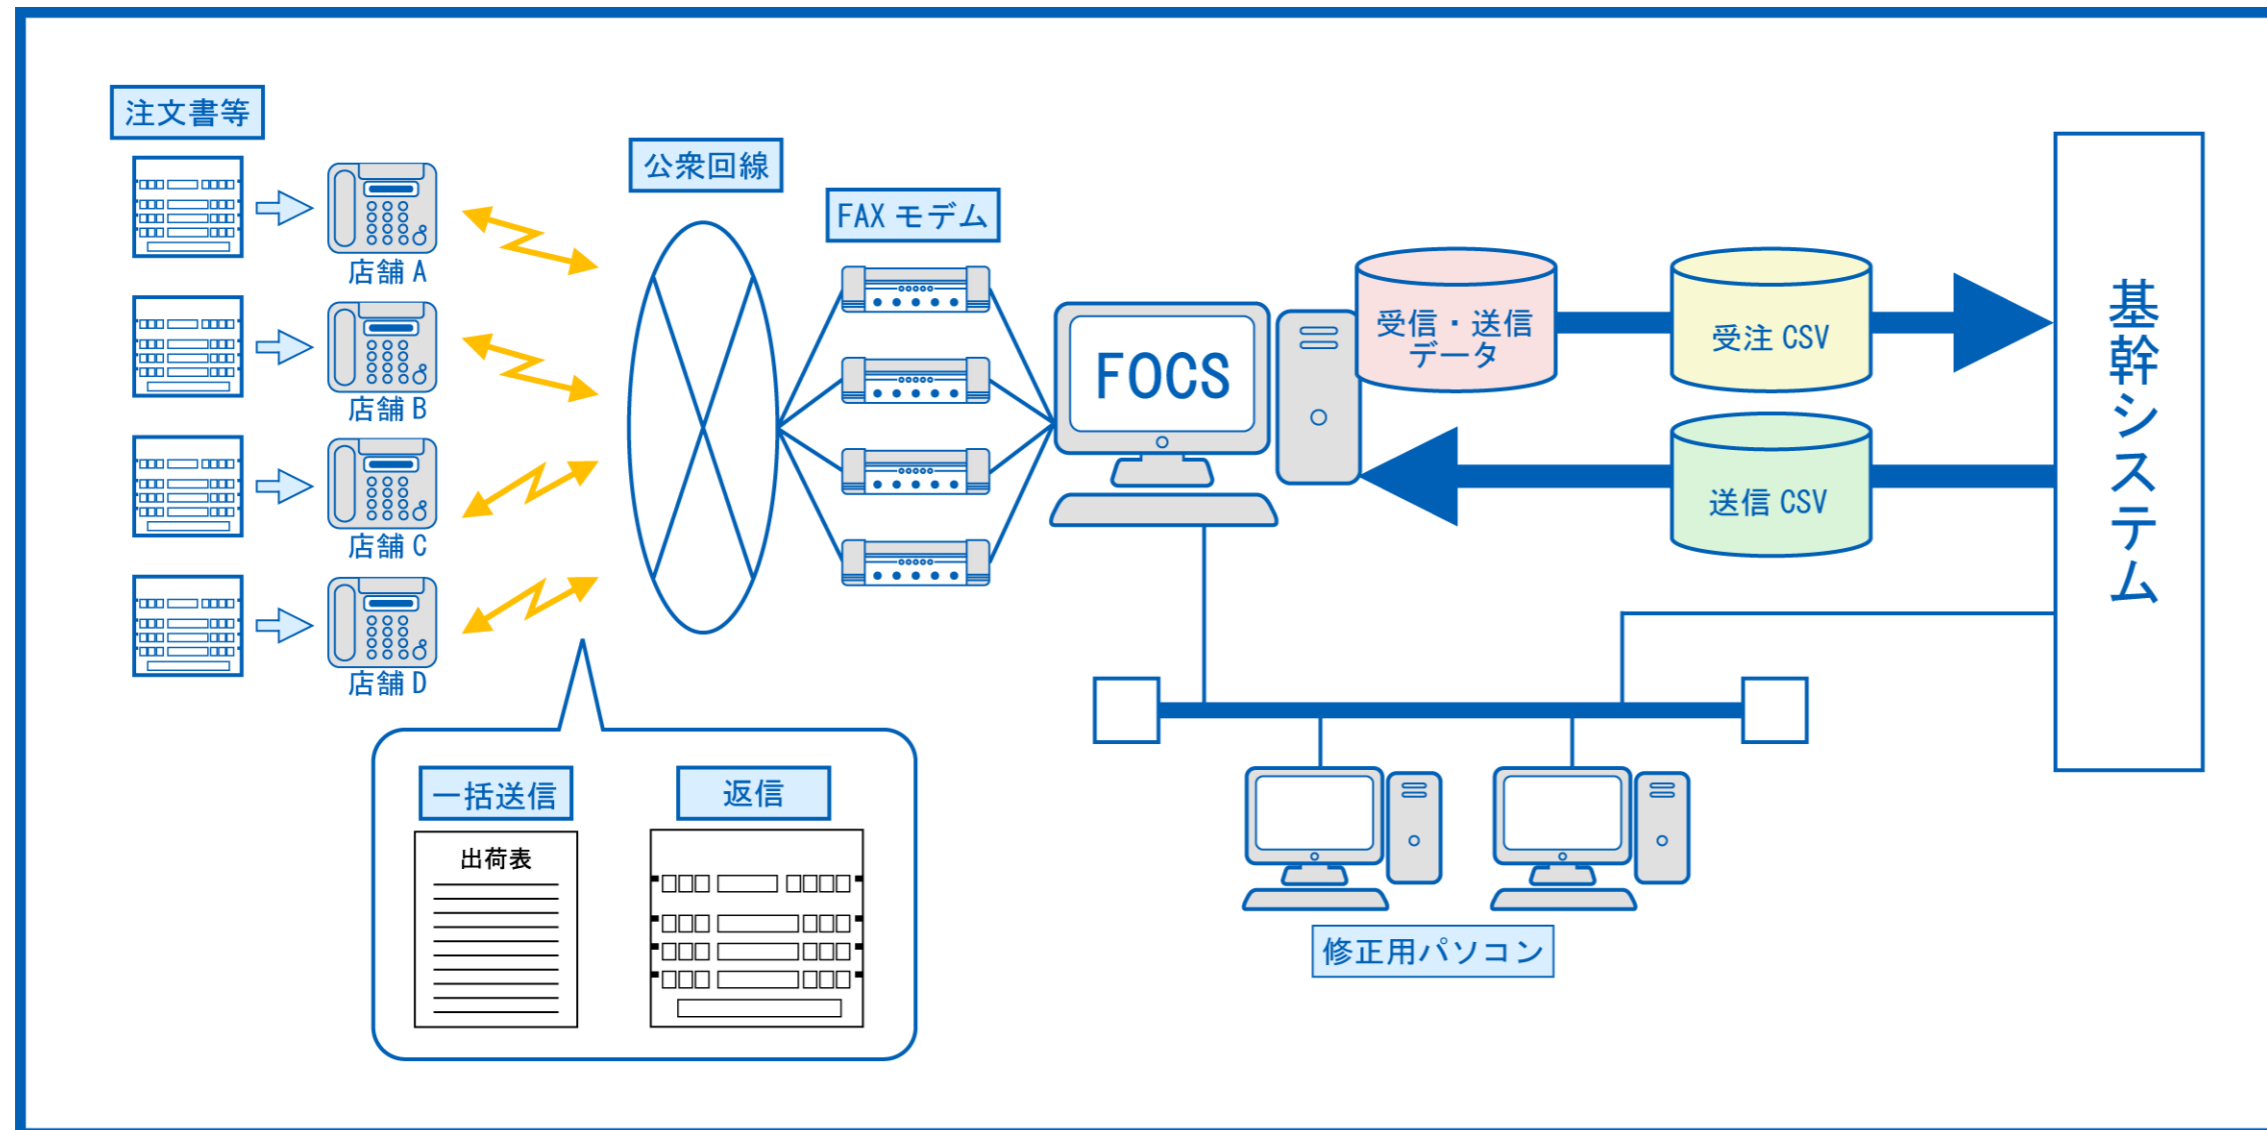 注文書等
店舗 A
店舗 B
店舗 C
店舗 D
公衆回線
FAX モデム
FOCS
受信・送信
データ
受注 CSV
送信 CSV
基幹システム
一括送信
出荷表
返信
修正用パソコン